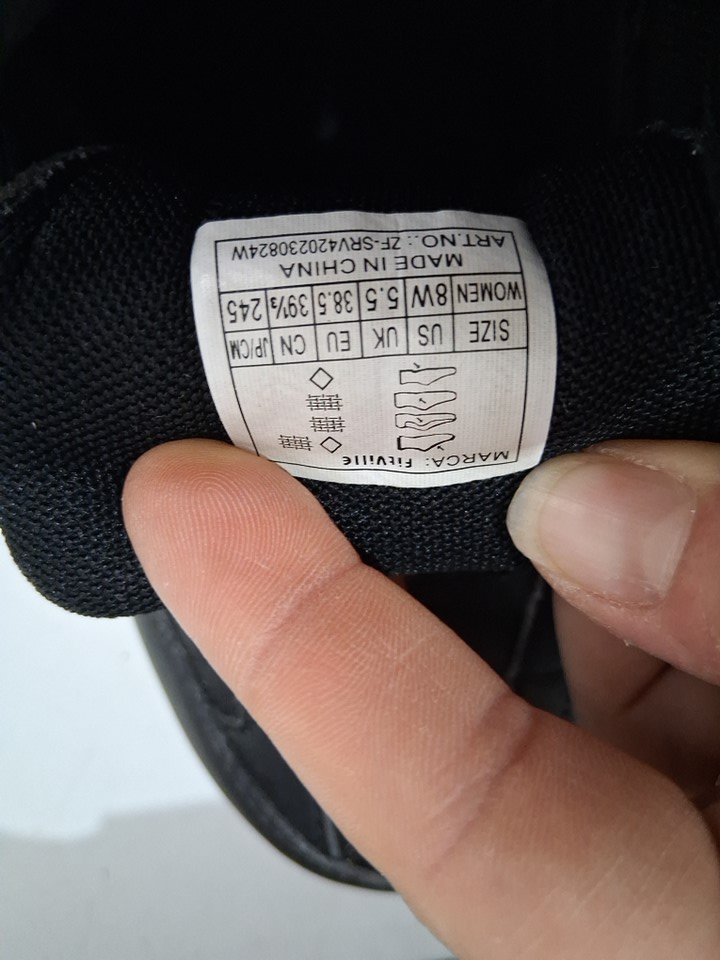 MARCA: FitVille
SIZE US UK EU CN JP/CM
WOMEN 8W 5.5 38.5 39⅓ 245
MADE IN CHINA
ART.NO.: ZF-SRV420230824W